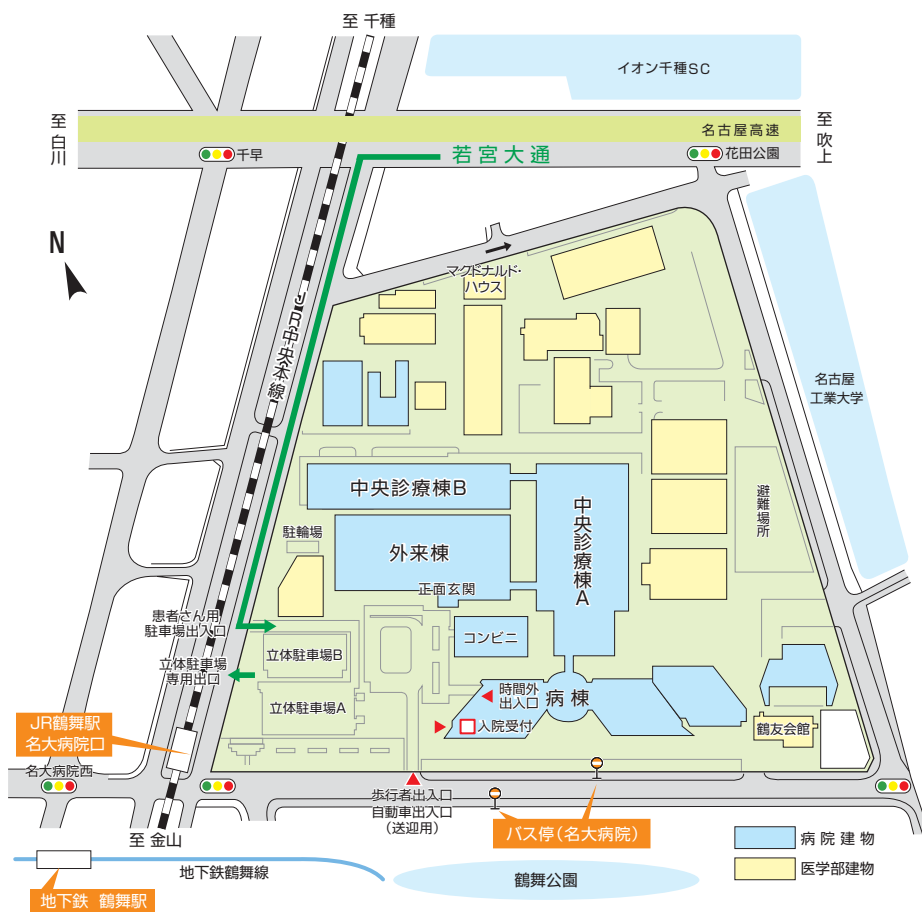 至 千種
イオン千種SC
至白川
名古屋高速
至吹上
千早
若宮大通
花田公園
N
マクドナルド・
ハウス
JR中央本線
名古屋
工業大学
中央診療棟B
中央診療棟A
避難場所
駐輪場
外来棟
正面玄関
患者さん用
駐車場出入口
コンビニ
立体駐車場B
立体駐車場
専用出口
時間外
出入口
病棟
立体駐車場A
入院受付
鶴友会館
JR鶴舞駅
名大病院口
名大病院西
歩行者出入口
自動車出入口
(送迎用)
バス停(名大病院)
至 金山
病院建物
医学部建物
地下鉄鶴舞線
鶴舞公園
地下鉄 鶴舞駅